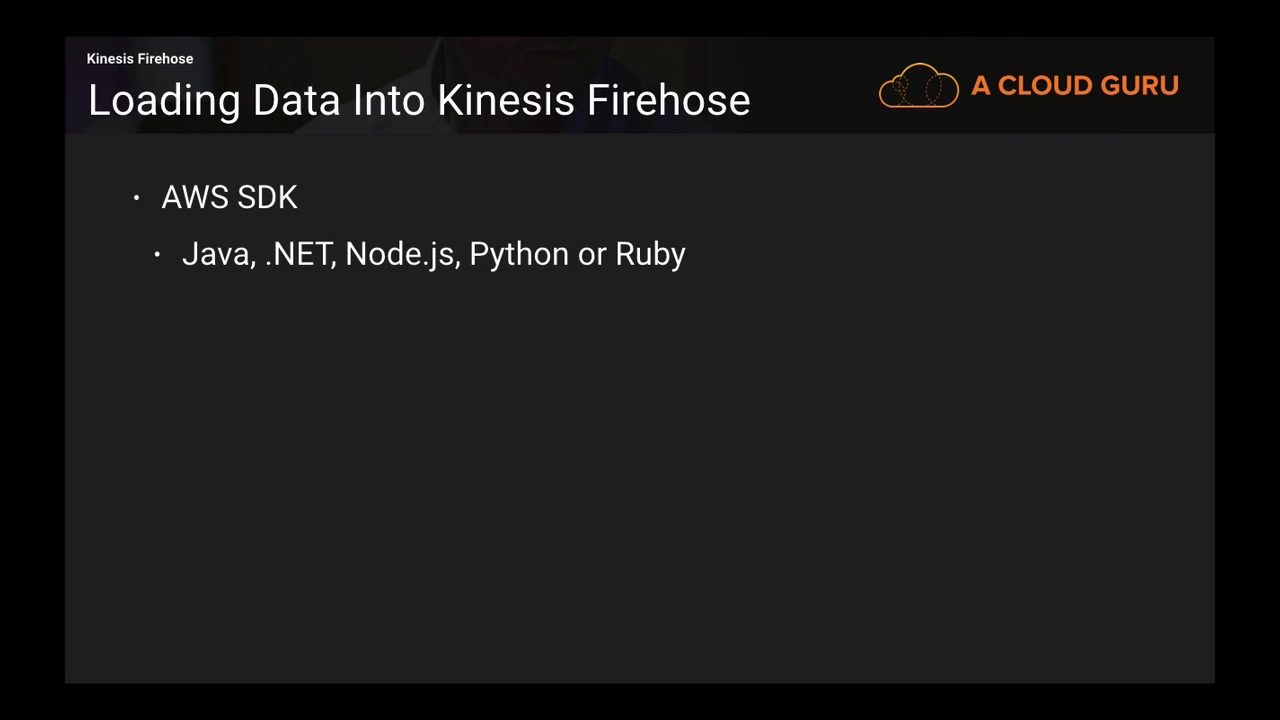 Kinesis Firehose
Loading Data Into Kinesis Firehose
A CLOUD GURU
• AWS SDK
• Java, .NET, Node.js, Python or Ruby